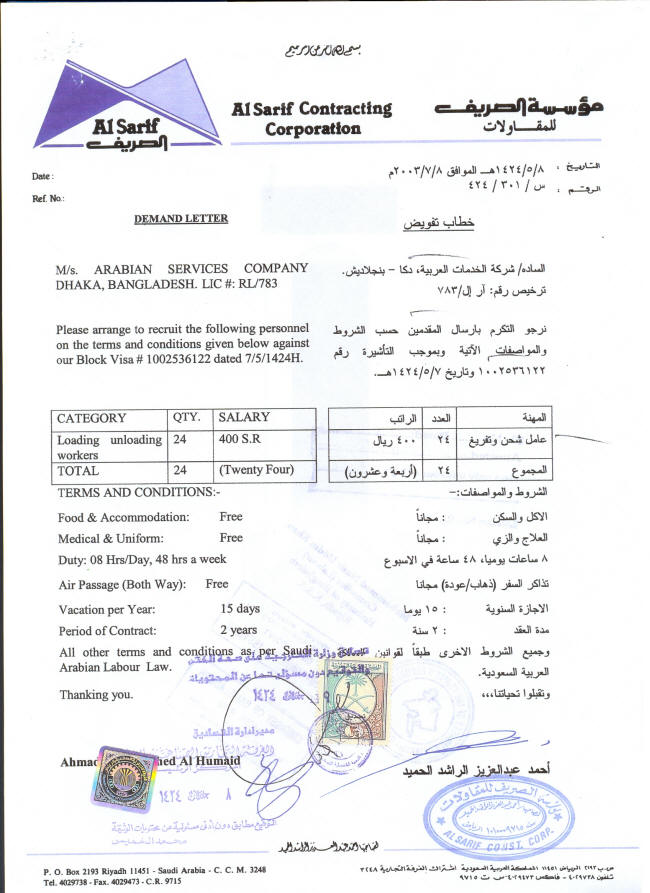 Al Sarif
الصريف
Al Sarif Contracting
Corporation
مؤسسة الصريف
للمقاولات
Date :
Ref. No.:
التاريخ : ١٤٢٤/٥/٨هـ الموافق ٢٠٠٣/٧/٨م
الرقم : س / ٣٠١ / ٤٢٤
DEMAND LETTER
خطاب تفويض
M/s. ARABIAN SERVICES COMPANY
DHAKA, BANGLADESH. LIC #: RL/783
الساده/ شركة الخدمات العربية، دكا – بنجلاديش.
ترخيص رقم: آر إل/٧٨٣
Please arrange to recruit the following personnel
on the terms and conditions given below against
our Block Visa # 1002536122 dated 7/5/1424H.
نرجو التكرم بارسال المقدمين حسب الشروط
والمواصفات الآتية وبموجب التأشيرة رقم
١٠٠٢٥٣٦١٢٢ وتاريخ ١٤٢٤/٥/٧هـ.
CATEGORY QTY. SALARY
Loading unloading workers 24 400 S.R
TOTAL 24 (Twenty Four)
المهنة العدد الراتب
عامل شحن وتفريغ ٢٤ ٤٠٠ ريال
المجموع ٢٤ (أربعة وعشرون)
TERMS AND CONDITIONS:-
الشروط والمواصفات:–
Food & Accommodation: Free
الاكل والسكن : مجاناً
Medical & Uniform: Free
العلاج والزي : مجاناً
Duty: 08 Hrs/Day, 48 hrs a week
٨ ساعات يوميا، ٤٨ ساعة في الاسبوع
Air Passage (Both Way): Free
تذاكر السفر (ذهاب/عودة) مجانا
Vacation per Year: 15 days
الاجازة السنوية : ١٥ يوما
Period of Contract: 2 years
مدة العقد : ٢ سنة
All other terms and conditions as per Saudi
Arabian Labour Law.
وجميع الشروط الاخرى طبقاً لقوانين
العربية السعودية.
Thanking you.
وتقبلوا تحياتنا،،،
١٤٢٤
Al Humaid
أحمد عبدالعزيز الراشد الحميد
١٤٢٤
مؤسسة الصريف للمقاولات
AL SARIF CONST. CORP.
P. O. Box 2193 Riyadh 11451 - Saudi Arabia - C. C. M. 3248
Tel. 4029738 - Fax. 4029473 - C.R. 9715
ص.ب ٢١٩٣ الرياض ١١٤٥١ المملكة العربية السعودية اشتراك الغرفة التجارية ٣٢٤٨
تلفون ٤٠٢٩٧٣٨ - فاكس ٤٠٢٩٤٧٣ - س.ت ٩٧١٥